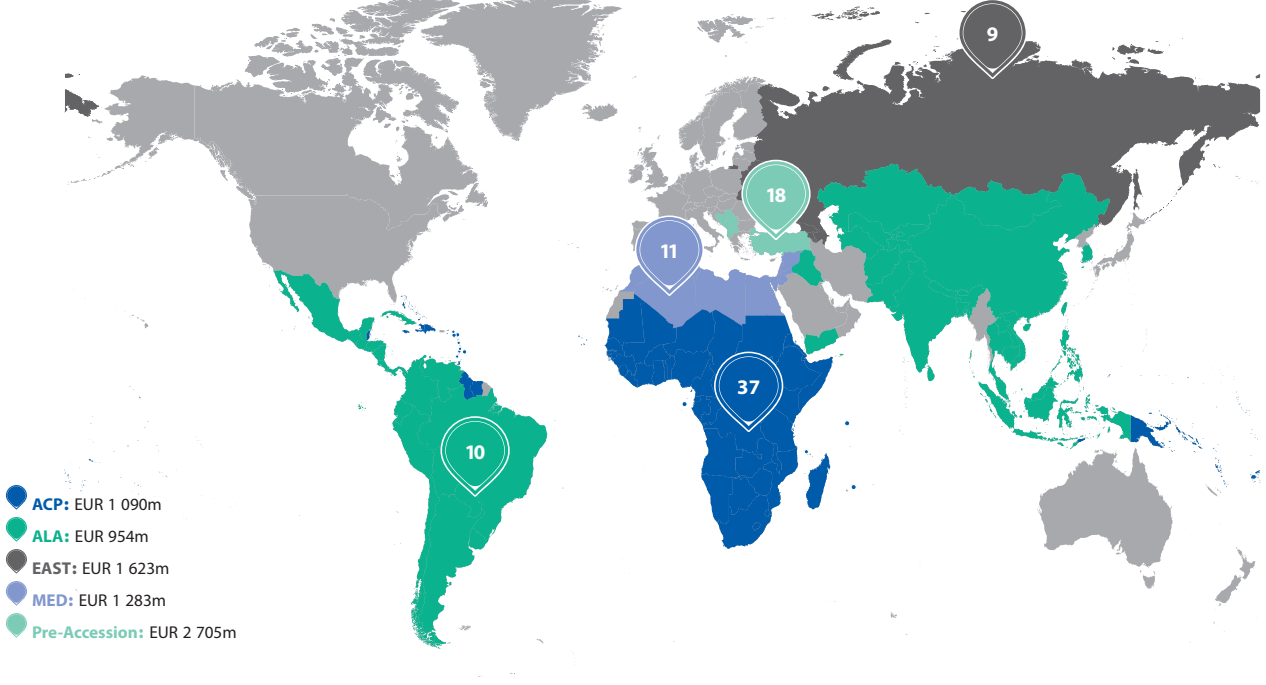 9
18
11
37
10
ACP: EUR 1 090m
ALA: EUR 954m
EAST: EUR 1 623m
MED: EUR 1 283m
Pre-Accession: EUR 2 705m